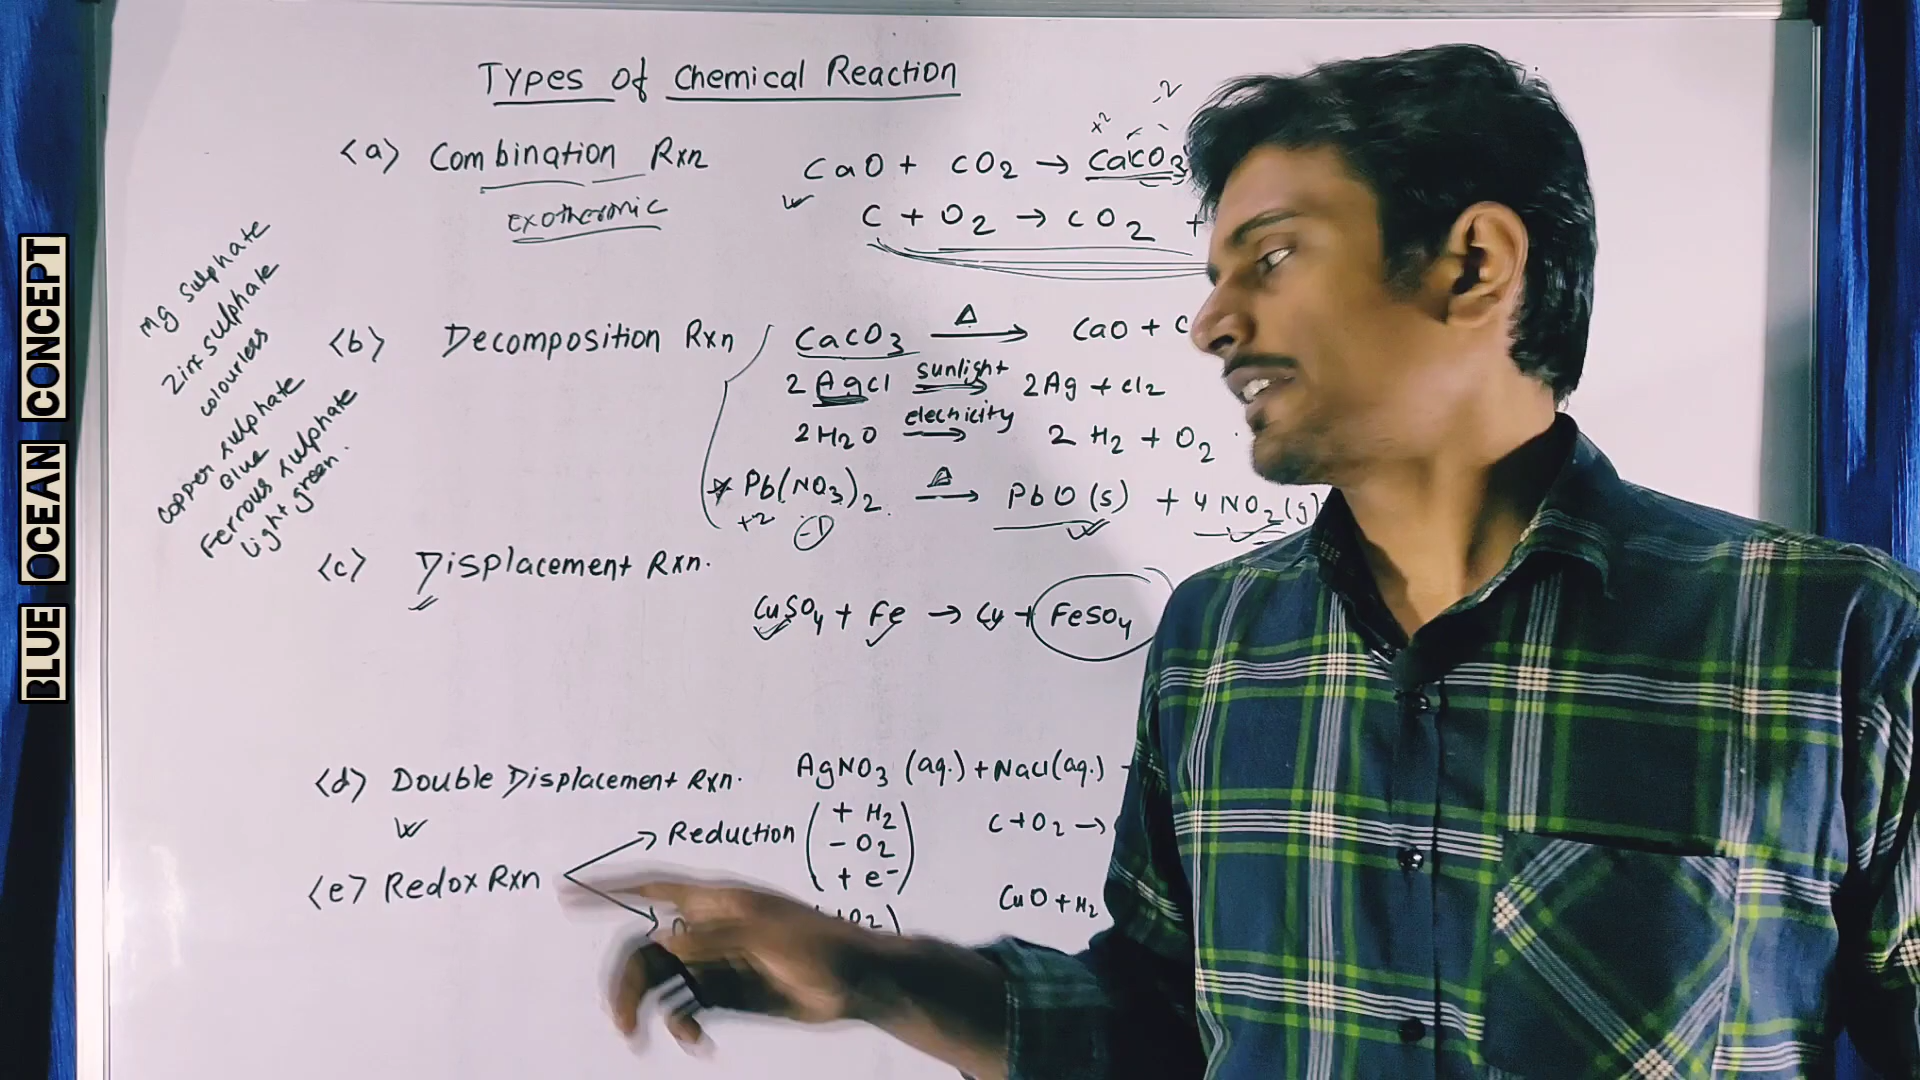 Types of Chemical Reaction
(a) Combination Rxn
exothermic
CaO + CO2 → CaCO3
+2
-2
C + O2 → CO2 +
(b) Decomposition Rxn
CaCO3 —Δ→ CaO + C
2AgCl —sunlight→ 2Ag + Cl2
2H2O —electricity→ 2H2 + O2
* Pb(NO3)2 —Δ→ PbO(s) + 4NO2(g)
+2
-1
(c) Displacement Rxn.
CuSO4 + Fe → Cu + FeSO4
(d) Double Displacement Rxn.
AgNO3 (aq.) + NaCl(aq.)
(e) Redox Rxn
Reduction
+ H2
- O2
+ e-
+O2
C + O2 →
CuO + H2
Mg sulphate
Zinc sulphate
colourless
copper sulphate
Blue
Ferrous sulphate
Light green.
BLUE OCEAN CONCEPT